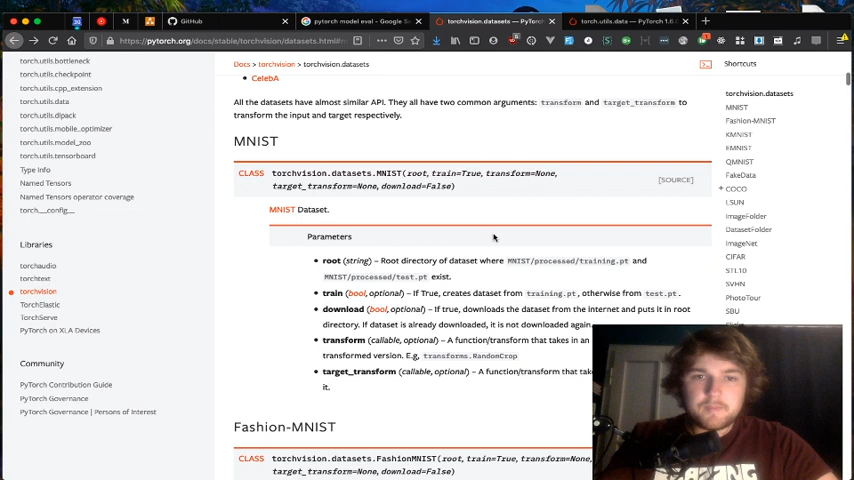 GitHub
pytorch model eval - Google Se
torchvision.datasets — PyTorch
torch.utils.data — PyTorch 1.6.0
https://pytorch.org/docs/stable/torchvision/datasets.html#m
torch.utils.bottleneck
torch.utils.checkpoint
torch.utils.cpp_extension
torch.utils.data
torch.utils.dlpack
torch.utils.mobile_optimizer
torch.utils.model_zoo
torch.utils.tensorboard
Type Info
Named Tensors
Named Tensors operator coverage
torch.__config__
Libraries
torchaudio
torchtext
torchvision
TorchElastic
TorchServe
PyTorch on XLA Devices
Community
PyTorch Contribution Guide
PyTorch Governance
PyTorch Governance | Persons of Interest
Docs > torchvision > torchvision.datasets
CelebA
All the datasets have almost similar API. They all have two common arguments: transform and target_transform to
transform the input and target respectively.
MNIST
CLASS torchvision.datasets.MNIST(root, train=True, transform=None,
target_transform=None, download=False)
[SOURCE]
MNIST Dataset.
Parameters
root (string) – Root directory of dataset where MNIST/processed/training.pt and
MNIST/processed/test.pt exist.
train (bool, optional) – If True, creates dataset from training.pt, otherwise from test.pt.
download (bool, optional) – If true, downloads the dataset from the internet and puts it in root
directory. If dataset is already downloaded, it is not downloaded again.
transform (callable, optional) – A function/transform that takes in an
transformed version. E.g, transforms.RandomCrop
target_transform (callable, optional) – A function/transform that take
it.
Fashion-MNIST
CLASS torchvision.datasets.FashionMNIST(root, train=True, transform=None,
target_transform=None, download=False)
Shortcuts
torchvision.datasets
MNIST
Fashion-MNIST
KMNIST
EMNIST
QMNIST
FakeData
+ COCO
LSUN
ImageFolder
DatasetFolder
ImageNet
CIFAR
STL10
SVHN
PhotoTour
SBU